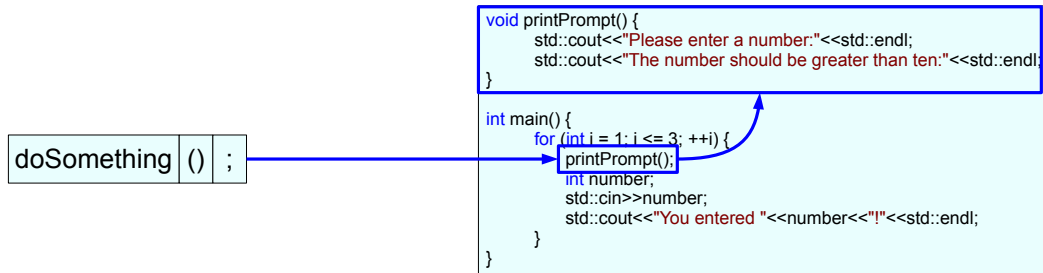 void printPrompt() {
std::cout<<"Please enter a number:"<<std::endl;
std::cout<<"The number should be greater than ten:"<<std::endl;
}
int main() {
for (int i = 1; i <= 3; ++i) {
printPrompt();
int number;
std::cin>>number;
std::cout<<"You entered "<<number<<"!"<<std::endl;
}
}
doSomething () ;